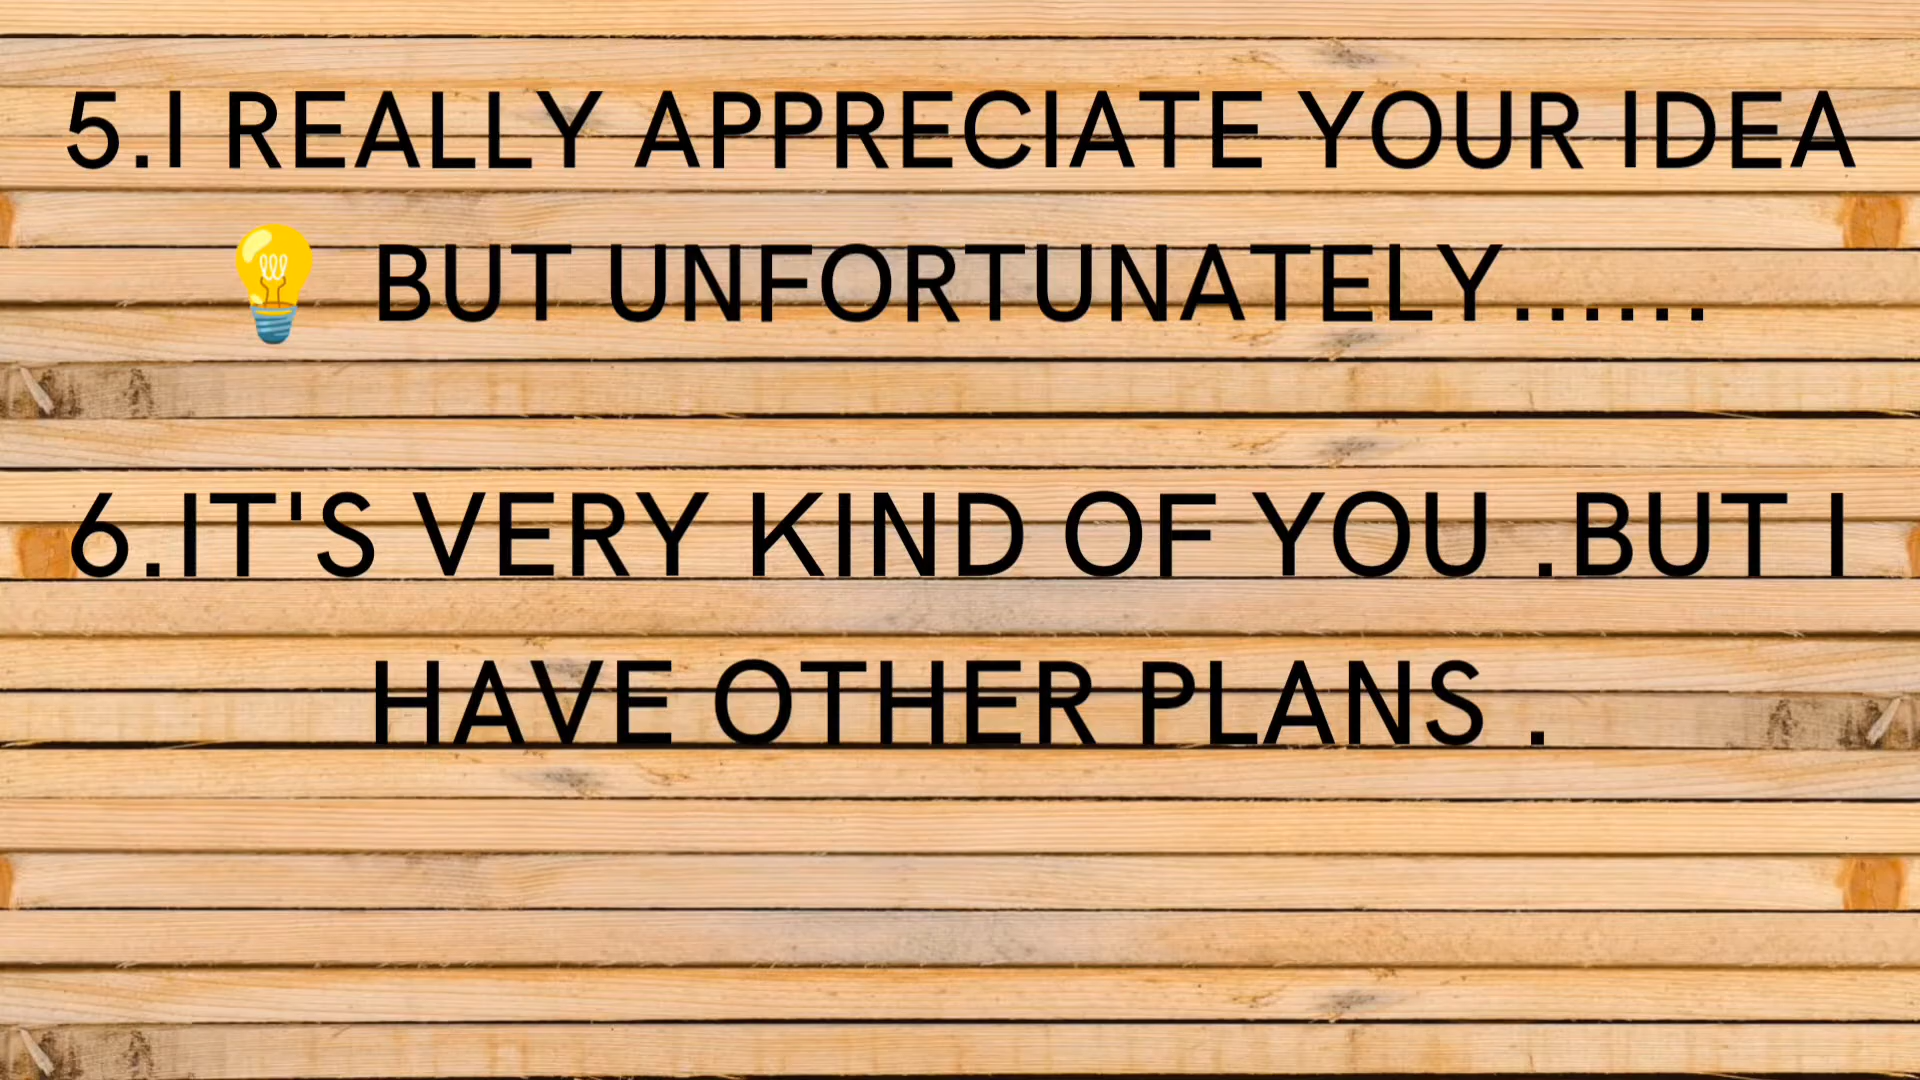 5.I REALLY APPRECIATE YOUR IDEA
💡 BUT UNFORTUNATELY......
6.IT'S VERY KIND OF YOU .BUT I
HAVE OTHER PLANS .